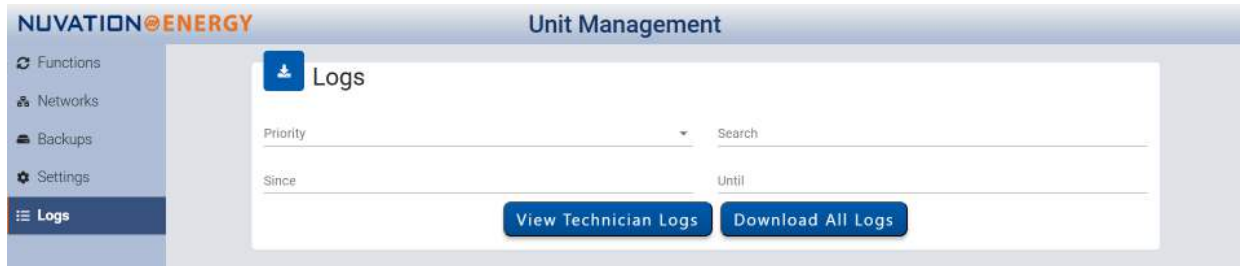 NUVATION ENERGY
Unit Management
Functions
Networks
Backups
Settings
Logs
Logs
Priority
Search
Since
Until
View Technician Logs
Download All Logs